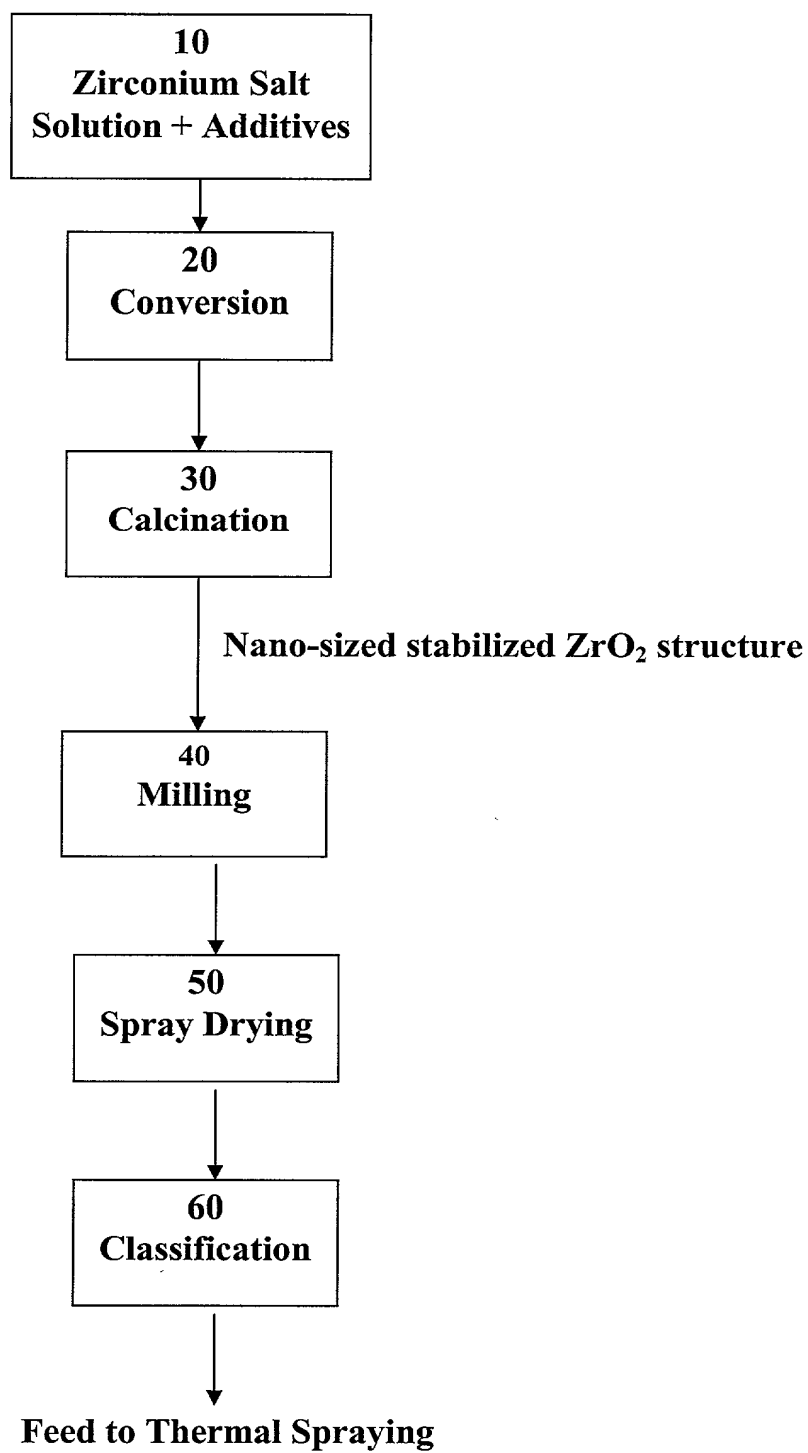 10
Zirconium Salt
Solution + Additives
20
Conversion
30
Calcination
Nano-sized stabilized ZrO₂ structure
40
Milling
50
Spray Drying
60
Classification
Feed to Thermal Spraying